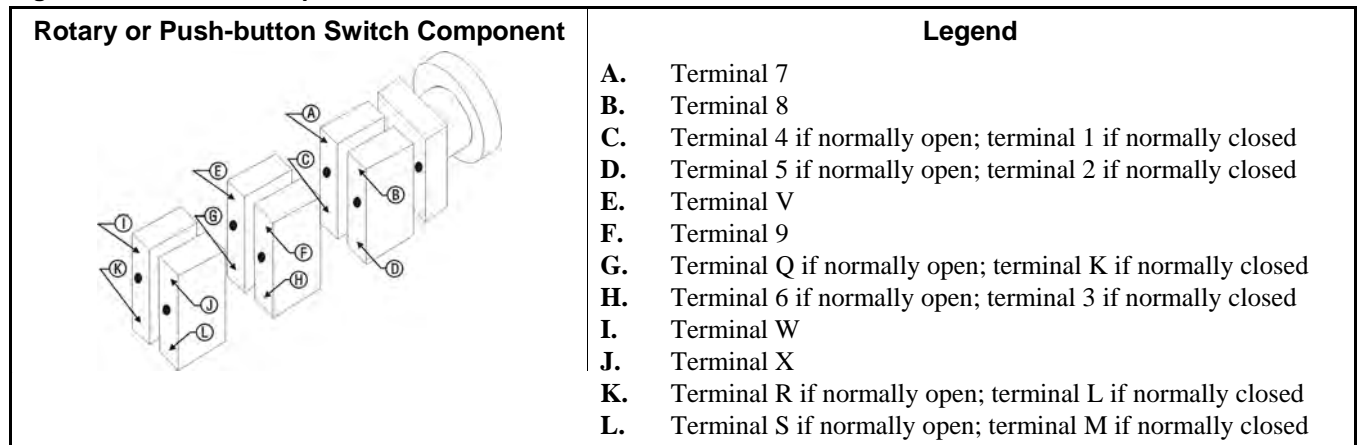 Rotary or Push-button Switch Component
Legend
A. Terminal 7
B. Terminal 8
C. Terminal 4 if normally open; terminal 1 if normally closed
D. Terminal 5 if normally open; terminal 2 if normally closed
E. Terminal V
F. Terminal 9
G. Terminal Q if normally open; terminal K if normally closed
H. Terminal 6 if normally open; terminal 3 if normally closed
I. Terminal W
J. Terminal X
K. Terminal R if normally open; terminal L if normally closed
L. Terminal S if normally open; terminal M if normally closed
A
C
B
E
G
F
D
I
H
K
J
L